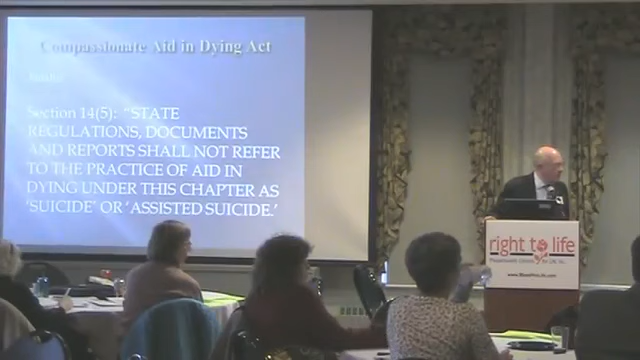 Compassionate Aid in Dying Act
Section 14(5): "STATE
REGULATIONS, DOCUMENTS
AND REPORTS SHALL NOT REFER
TO THE PRACTICE OF AID IN
DYING UNDER THIS CHAPTER AS
'SUICIDE' OR 'ASSISTED SUICIDE.'
right to life